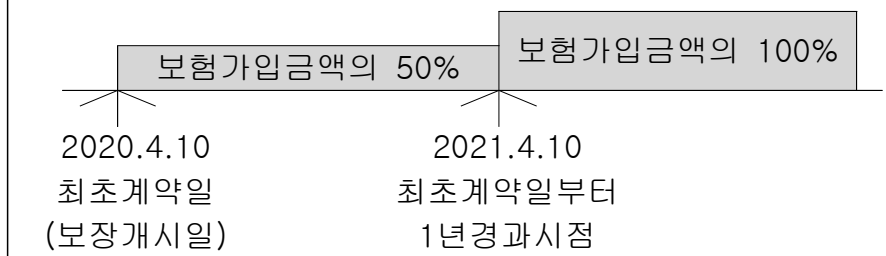 보험가입금액의 50%
보험가입금액의 100%
2020.4.10
최초계약일
(보장개시일)
2021.4.10
최초계약일부터
1년경과시점